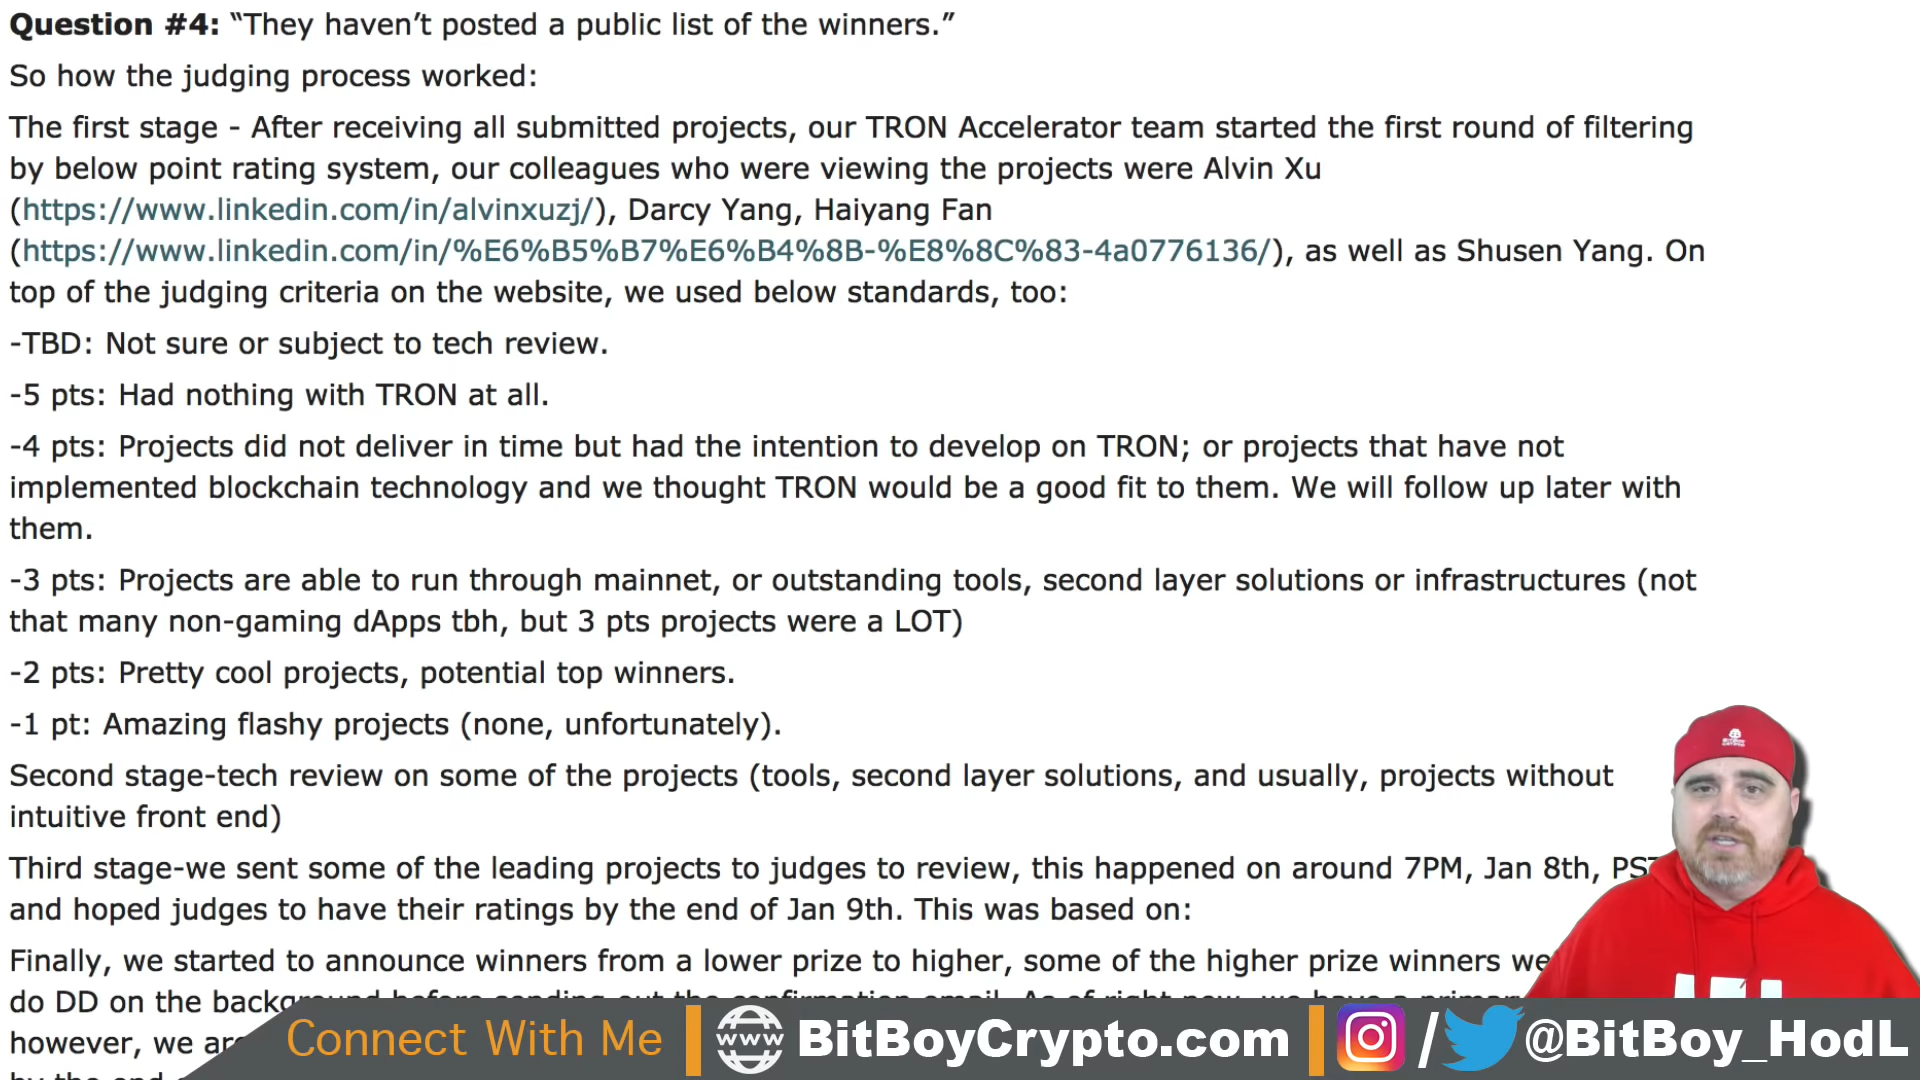 Question #4: “They haven’t posted a public list of the winners.”
So how the judging process worked:
The first stage - After receiving all submitted projects, our TRON Accelerator team started the first round of filtering
by below point rating system, our colleagues who were viewing the projects were Alvin Xu
(https://www.linkedin.com/in/alvinxuzj/), Darcy Yang, Haiyang Fan
(https://www.linkedin.com/in/%E6%B5%B7%E6%B4%8B-%E8%8C%83-4a0776136/), as well as Shusen Yang. On
top of the judging criteria on the website, we used below standards, too:
-TBD: Not sure or subject to tech review.
-5 pts: Had nothing with TRON at all.
-4 pts: Projects did not deliver in time but had the intention to develop on TRON; or projects that have not
implemented blockchain technology and we thought TRON would be a good fit to them. We will follow up later with
them.
-3 pts: Projects are able to run through mainnet, or outstanding tools, second layer solutions or infrastructures (not
that many non-gaming dApps tbh, but 3 pts projects were a LOT)
-2 pts: Pretty cool projects, potential top winners.
-1 pt: Amazing flashy projects (none, unfortunately).
Second stage-tech review on some of the projects (tools, second layer solutions, and usually, projects without
intuitive front end)
Third stage-we sent some of the leading projects to judges to review, this happened on around 7PM, Jan 8th, PST
and hoped judges to have their ratings by the end of Jan 9th. This was based on:
Finally, we started to announce winners from a lower prize to higher, some of the higher prize winners
do DD on the
however, we
Connect With Me
WWW
BitBoyCrypto.com
/
@BitBoy_HodL